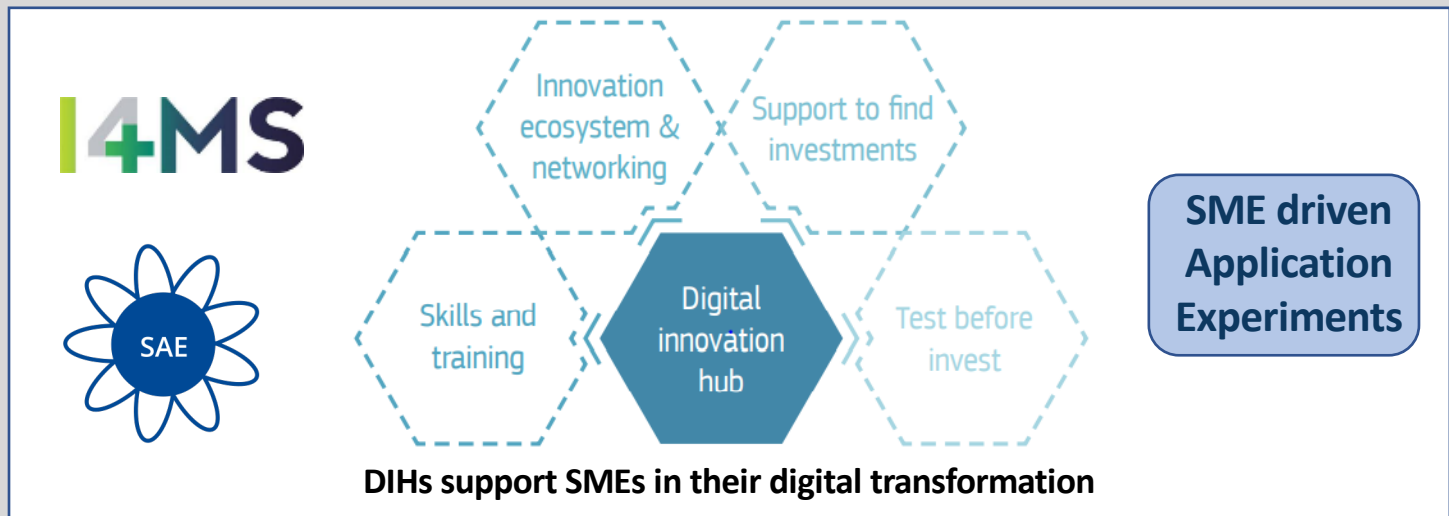 I4MS
Innovation
ecosystem &
networking
Support to find
investments
SME driven
Application
Experiments
SAE
Skills and
training
Digital
innovation
hub
Test before
invest
DIHs support SMEs in their digital transformation